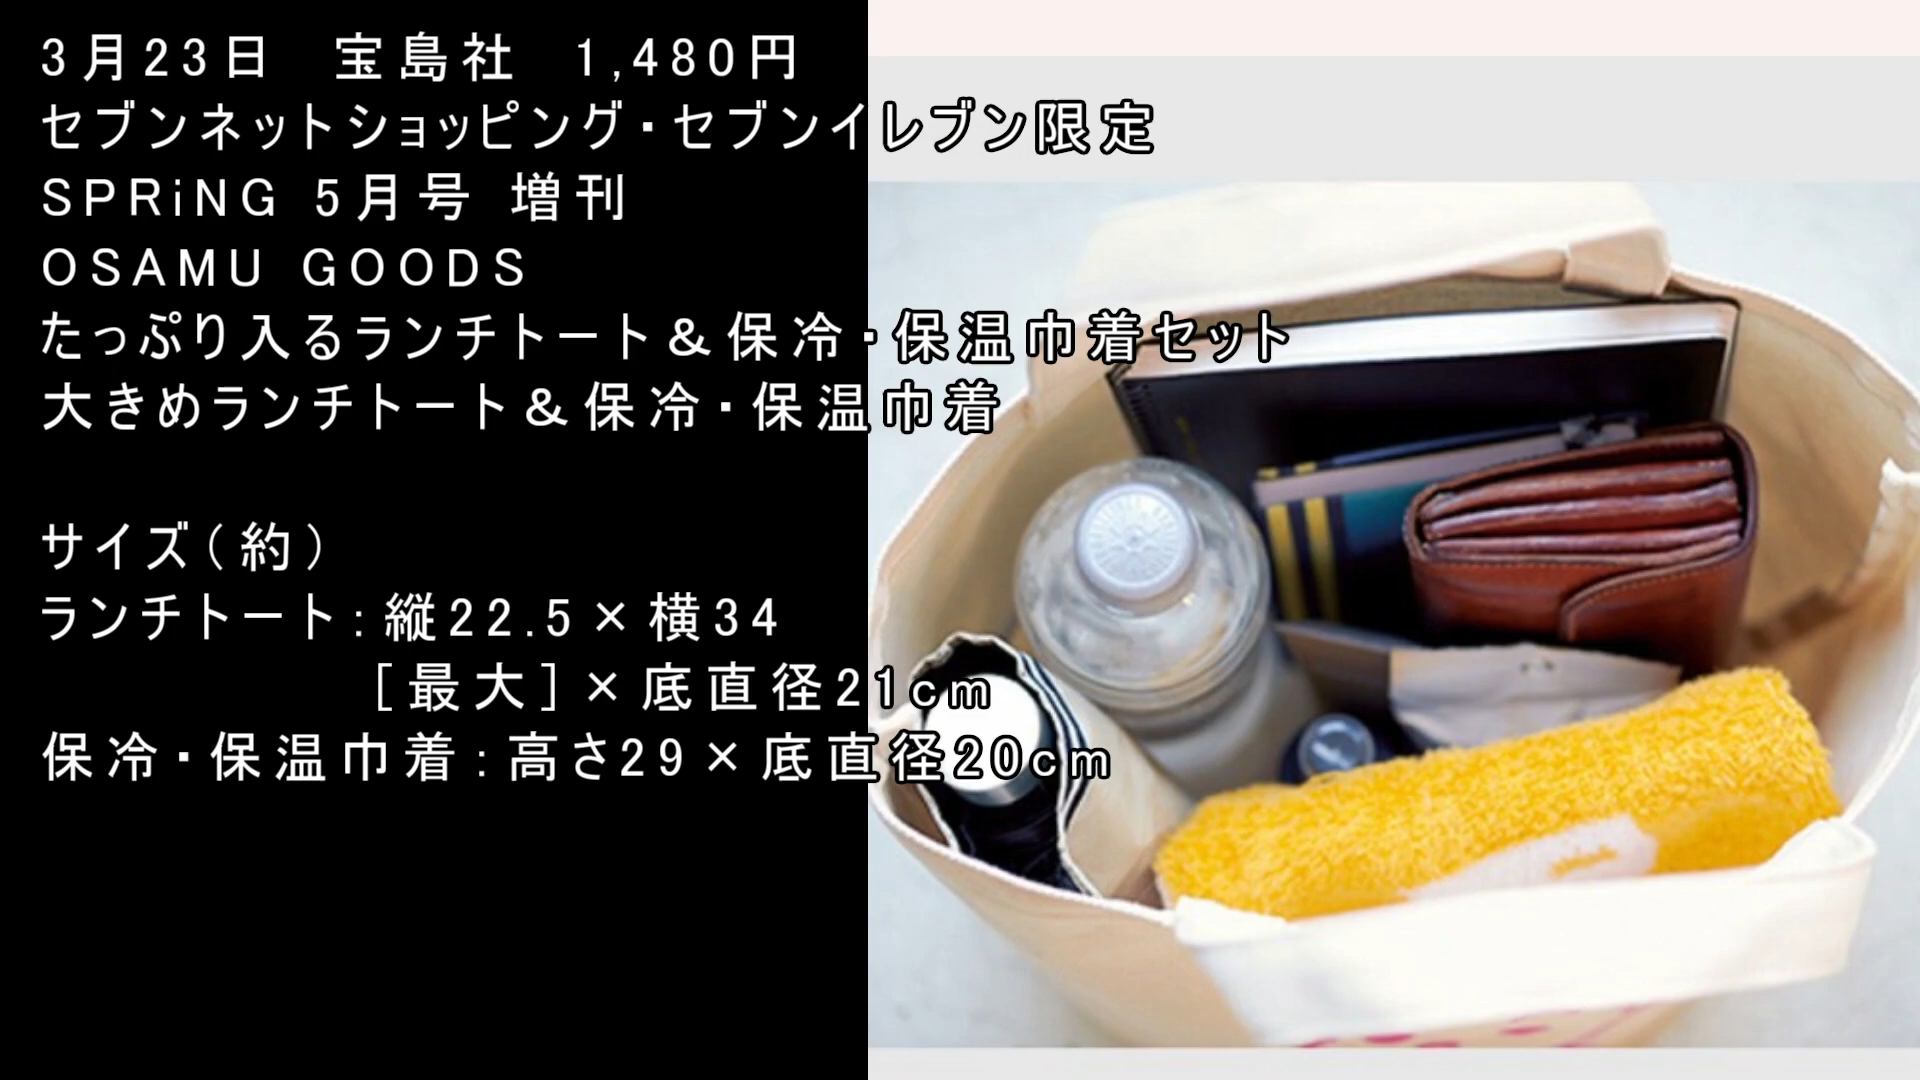 3月23日　宝島社　1,480円
セブンネットショッピング・セブンイレブン限定
SPRiNG 5月号 増刊
OSAMU GOODS
たっぷり入るランチトート＆保冷・保温巾着セット
大きめランチトート＆保冷・保温巾着
サイズ(約)
ランチトート:縦22.5×横34
[最大]×底直径21cm
保冷・保温巾着:高さ29×底直径20cm